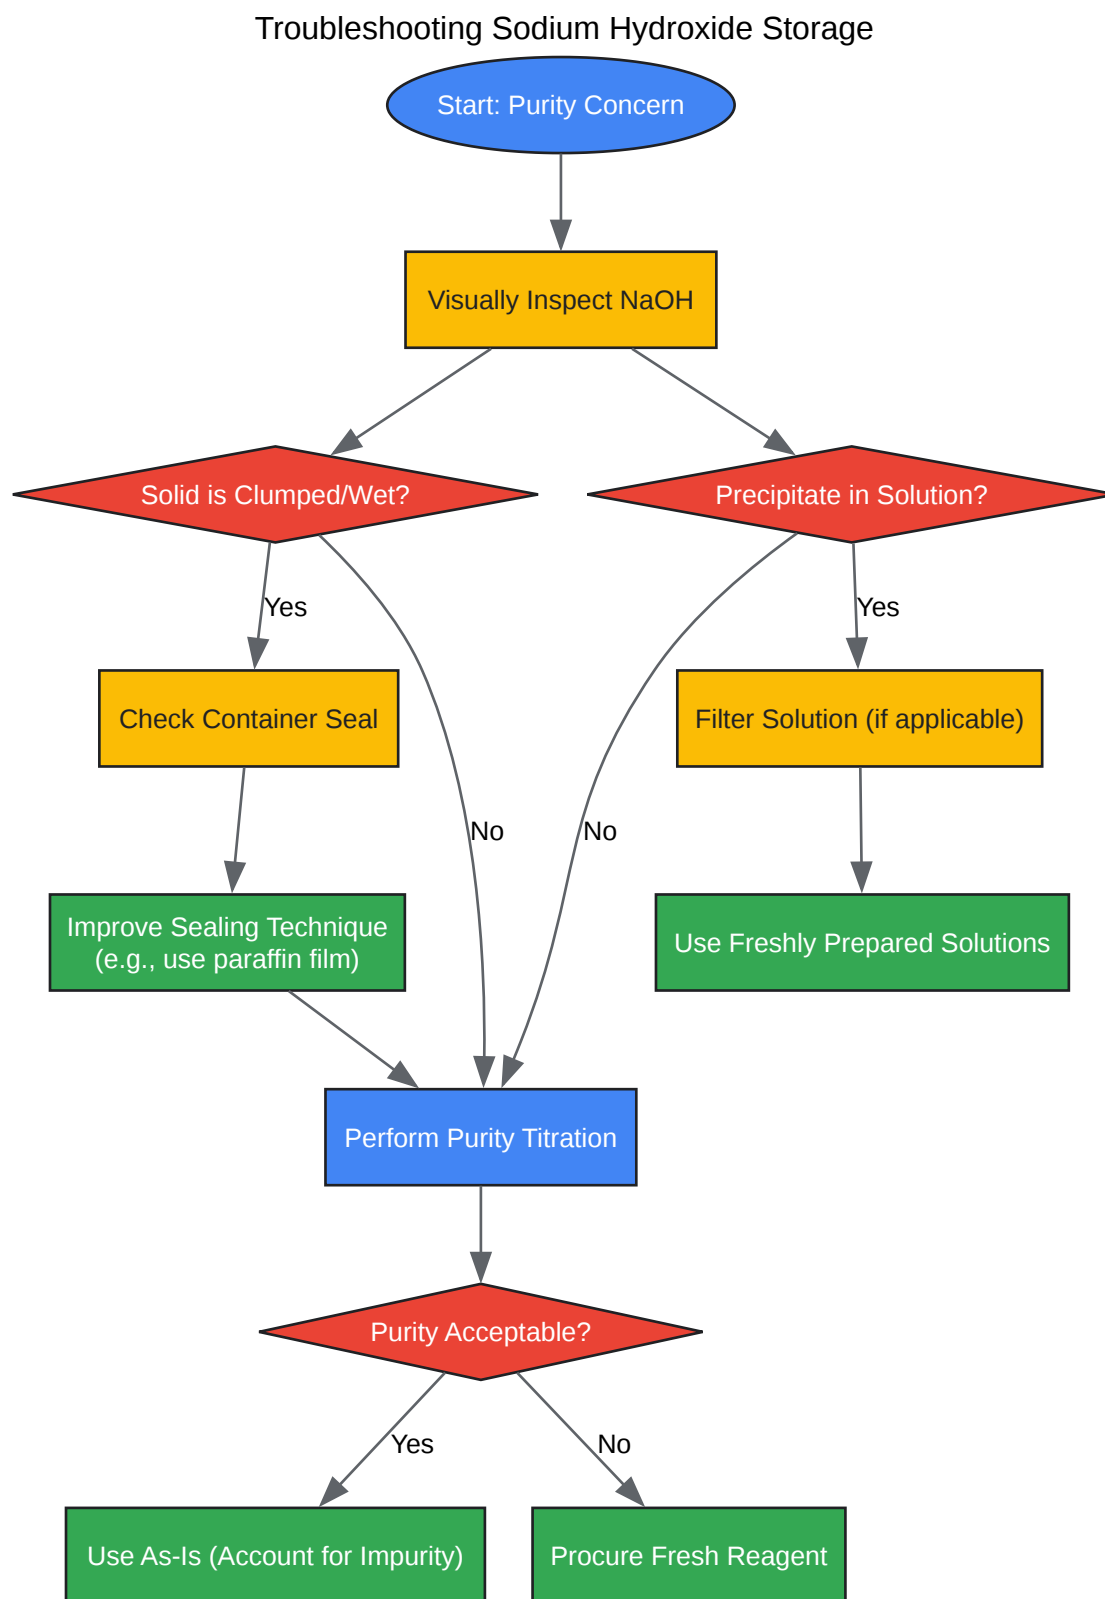 Troubleshooting Sodium Hydroxide Storage
Start: Purity Concern
Visually Inspect NaOH
Solid is Clumped/Wet?
Precipitate in Solution?
Yes
Yes
Check Container Seal
Filter Solution (if applicable)
No
No
Improve Sealing Technique
(e.g., use paraffin film)
Use Freshly Prepared Solutions
Perform Purity Titration
Purity Acceptable?
Yes
No
Use As-Is (Account for Impurity)
Procure Fresh Reagent